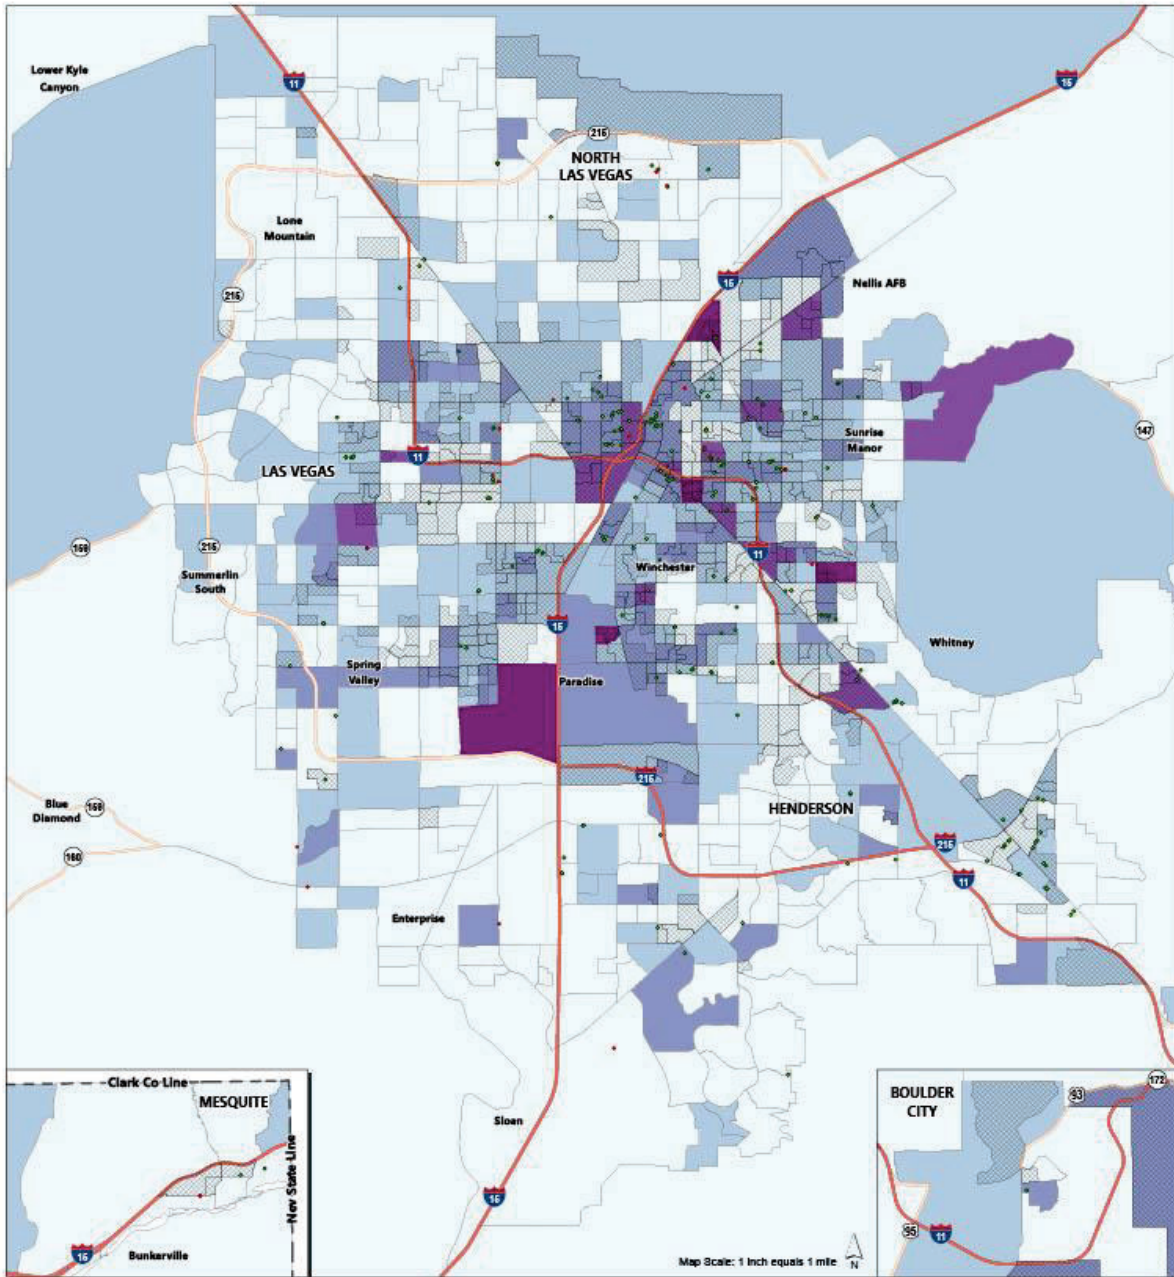 11
15
Lower Kyle
Canyon
215
NORTH
LAS VEGAS
Lone
Mountain
215
15
Nellis AFB
147
Sunrise
Manor
11
LAS VEGAS
159
215
11
Summerlin
South
Winchester
15
Whitney
Spring
Valley
Paradise
215
Blue
Diamond
159
HENDERSON
160
215
11
Enterprise
Clark Co Line
MESQUITE
Nev State Line
15
Bunkerville
Sloan
15
Map Scale: 1 inch equals 1 mile
N
BOULDER
CITY
93
172
95
11